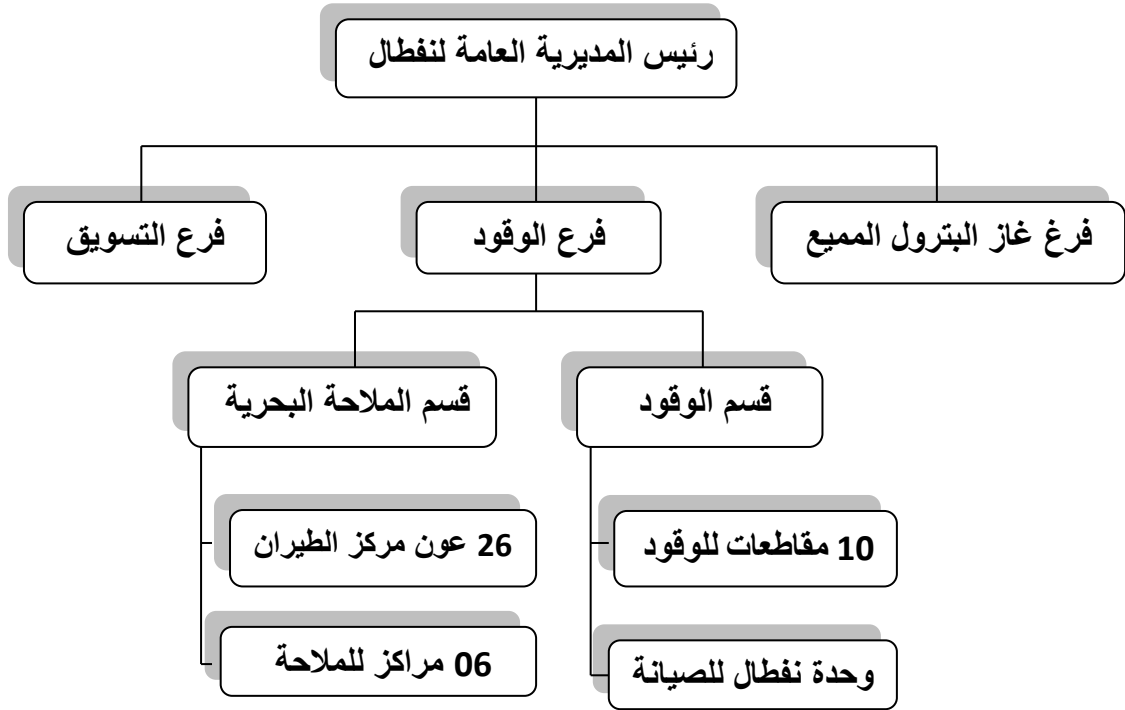 رئيس المديرية العامة لنفطال
فرغ غاز البترول المميع
فرع الوقود
فرع التسويق
قسم الوقود
قسم الملاحة البحرية
10 مقاطعات للوقود
26 عون مركز الطيران
وحدة نفطال للصيانة
06 مراكز للملاحة